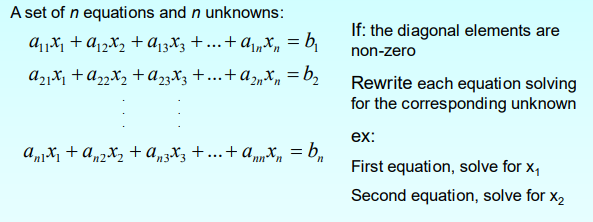 A set of n equations and n unknowns:
a₁₁x₁ + a₁₂x₂ + a₁₃x₃ + ... + a₁ₙxₙ = b₁
a₂₁x₁ + a₂₂x₂ + a₂₃x₃ + ... + a₂ₙxₙ = b₂
. .
. .
. .
aₙ₁x₁ + aₙ₂x₂ + aₙ₃x₃ + ... + aₙₙxₙ = bₙ
If: the diagonal elements are
non-zero
Rewrite each equation solving
for the corresponding unknown
ex:
First equation, solve for x₁
Second equation, solve for x₂